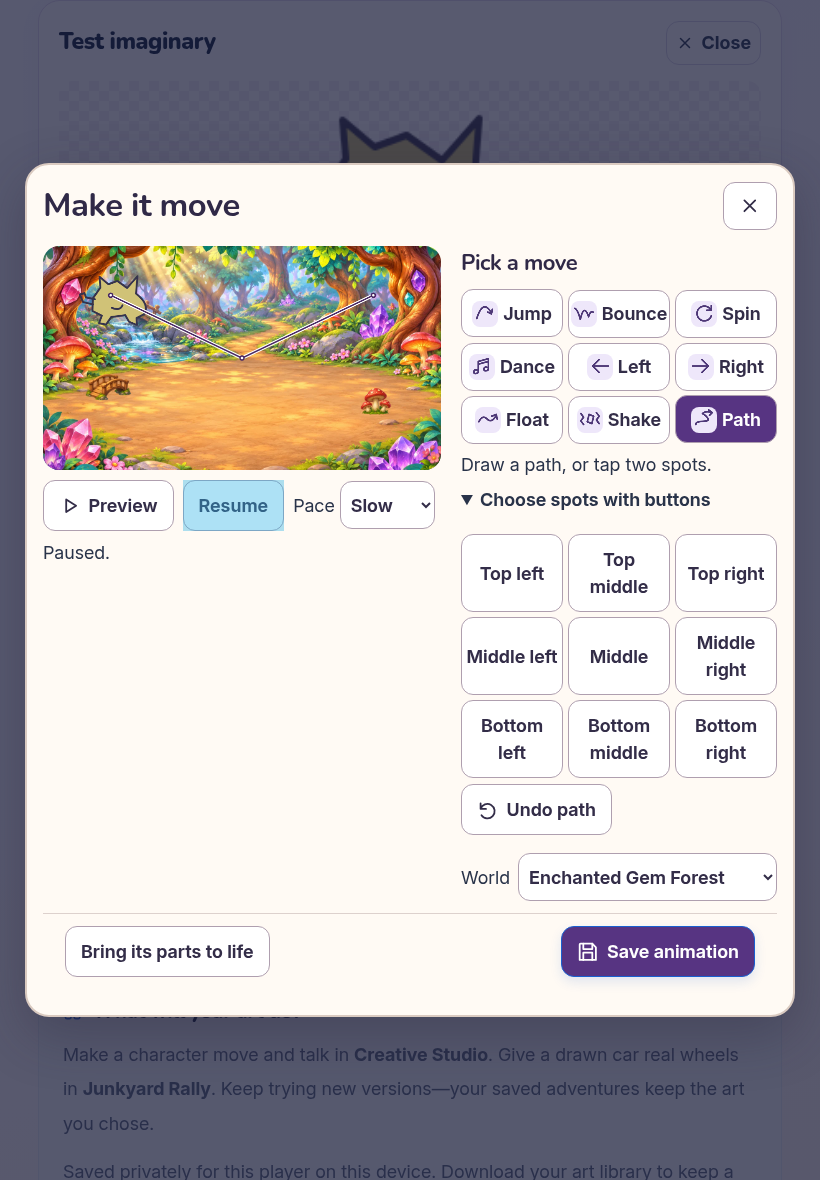 Test imaginary
Close
Make it move
Pick a move
Jump
Bounce
Spin
Dance
Left
Right
Float
Shake
Path
Draw a path, or tap two spots.
Choose spots with buttons
Preview
Resume
Pace
Slow
Paused.
Top left
Top
middle
Top right
Middle left
Middle
Middle
right
Bottom
left
Bottom
middle
Bottom
right
Undo path
World
Enchanted Gem Forest
Bring its parts to life
Save animation
Make a character move and talk in Creative Studio. Give a drawn car real wheels
in Junkyard Rally. Keep trying new versions—your saved adventures keep the art
you chose.
Saved privately for this player on this device. Download your art library to keep a